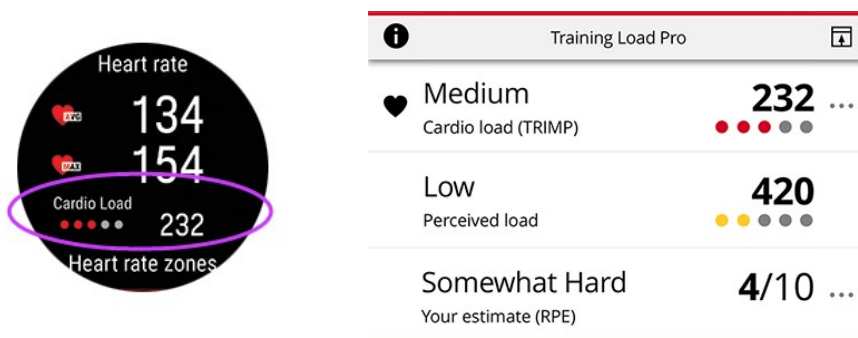 Heart rate
AVG 134
MAX 154
Cardio Load
232
Heart rate zones
Training Load Pro
Medium 232
Cardio load (TRIMP)
Low 420
Perceived load
Somewhat Hard 4/10
Your estimate (RPE)